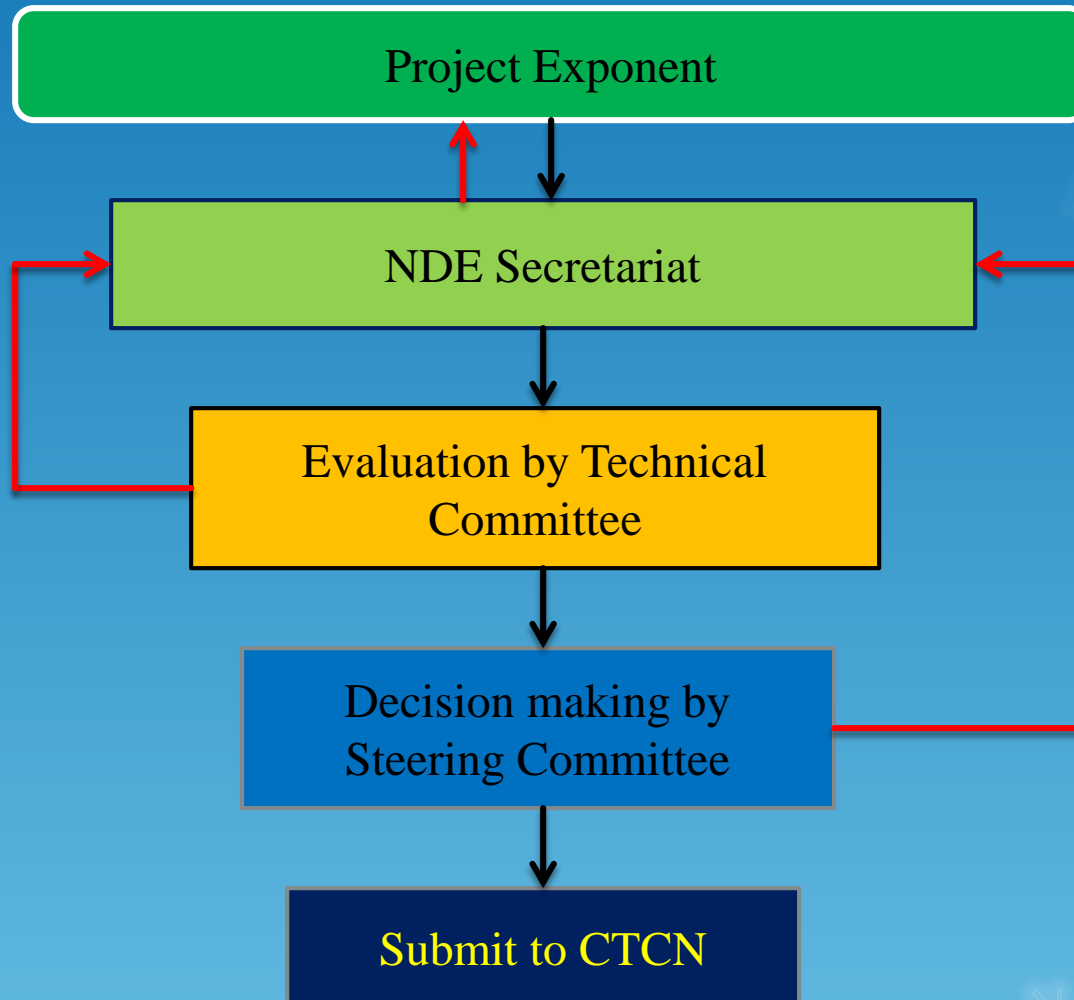 Project Exponent
NDE Secretariat
Evaluation by Technical
Committee
Decision making by
Steering Committee
Submit to CTCN